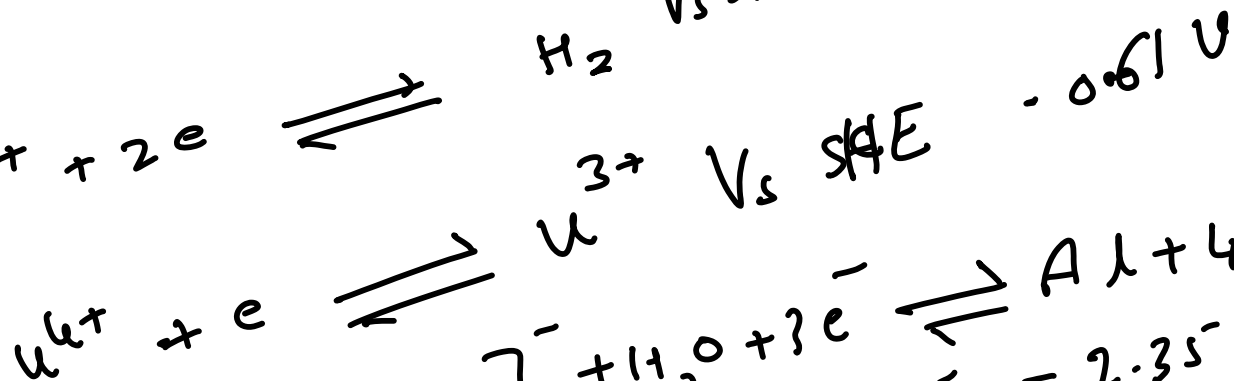 Vs
+ + 2e ⇌ H2
U4+ + e ⇌ U3+ Vs SHE - 0.61 V
- + H2O + 3e- ⇌ Al + 4
- 2.35